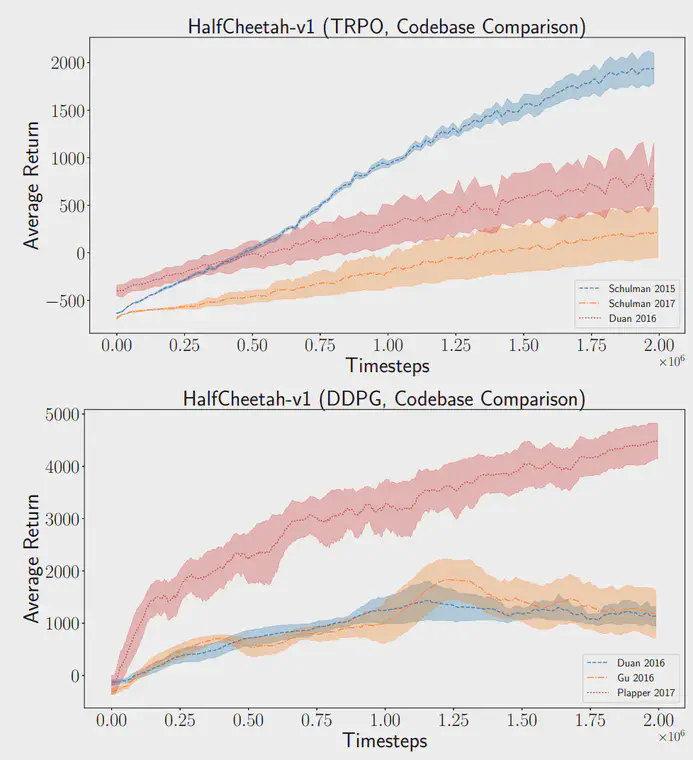 HalfCheetah-v1 (TRPO, Codebase Comparison)
2000
1500
1000
500
0
−500
Average Return
Schulman 2015
Schulman 2017
Duan 2016
0.00 0.25 0.50 0.75 1.00 1.25 1.50 1.75 2.00
×10⁶
Timesteps
HalfCheetah-v1 (DDPG, Codebase Comparison)
5000
4000
3000
2000
1000
0
Average Return
Duan 2016
Gu 2016
Plapper 2017
0.00 0.25 0.50 0.75 1.00 1.25 1.50 1.75 2.00
×10⁶
Timesteps